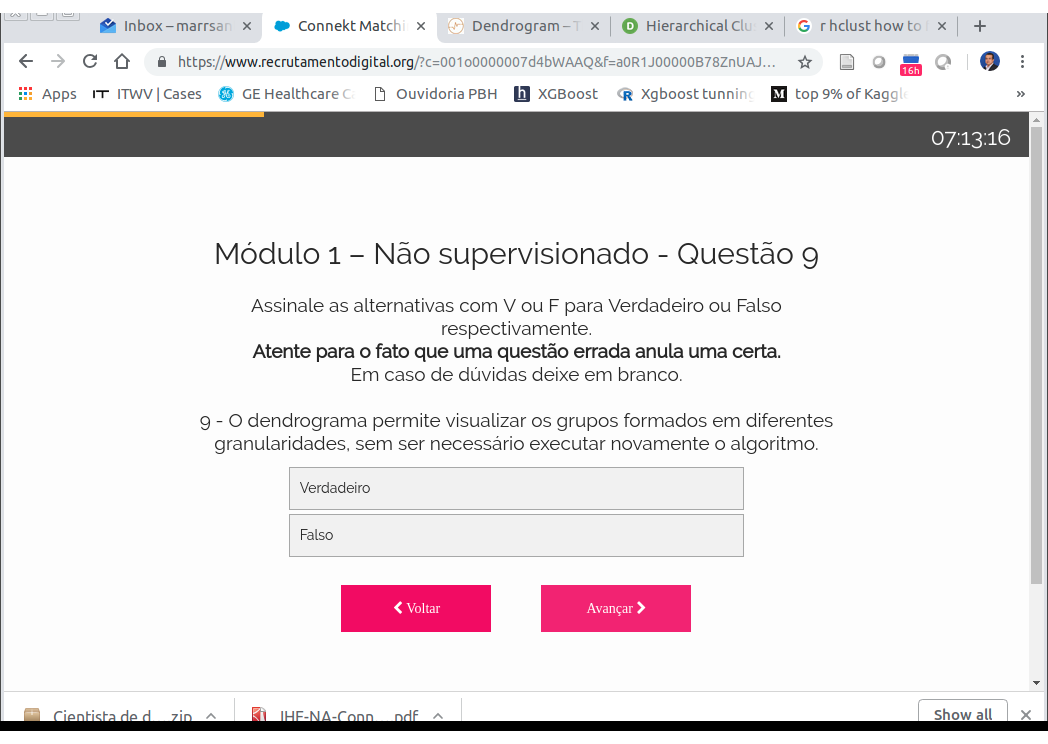 Inbox – marrsan
Connekt Matchi
Dendrogram – T
Hierarchical Clu
r hclust how to
https://www.recrutamentodigital.org/?c=001o0000007d4bWAAQ&f=a0R1J00000B78ZnUAJ...
16h
Apps
ITWV | Cases
GE Healthcare C
Ouvidoria PBH
XGBoost
Xgboost tunning
top 9% of Kaggle
»
07:13:16
Módulo 1 – Não supervisionado - Questão 9
Assinale as alternativas com V ou F para Verdadeiro ou Falso
respectivamente.
Atente para o fato que uma questão errada anula uma certa.
Em caso de dúvidas deixe em branco.
9 - O dendrograma permite visualizar os grupos formados em diferentes
granularidades, sem ser necessário executar novamente o algoritmo.
Verdadeiro
Falso
Voltar
Avançar
Cientista de d....zip
IHF-NA-Conn....pdf
Show all